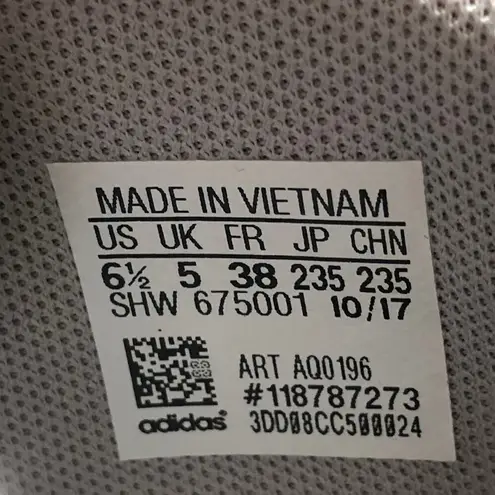 MADE IN VIETNAM
US UK FR JP CHN
6½ 5 38 235 235
SHW 675001 10/17
ART AQ0196
#118787273
adidas® 3DD08CC500024